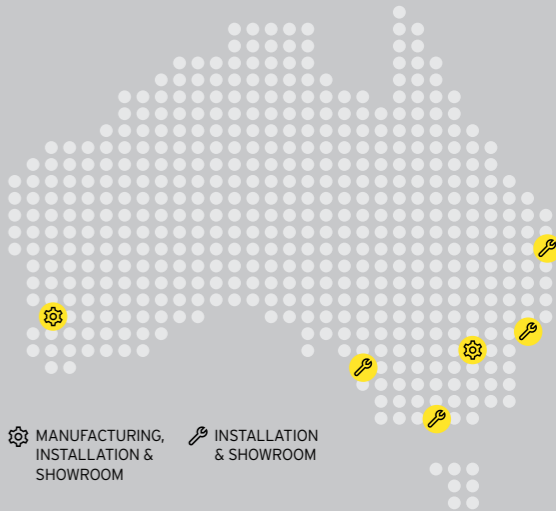 MANUFACTURING,
INSTALLATION &
SHOWROOM
INSTALLATION
& SHOWROOM